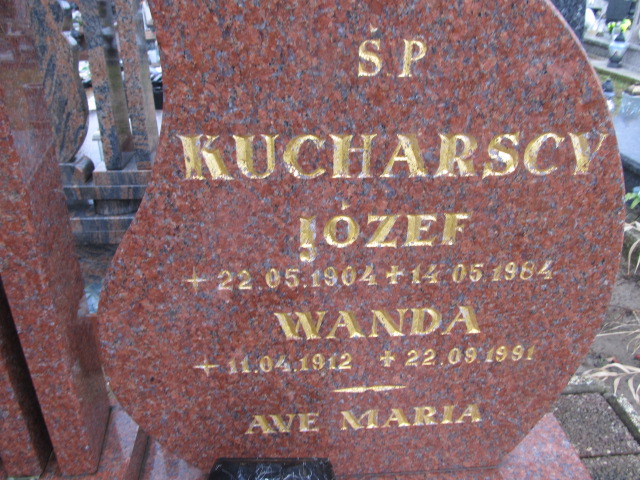 ŚP
KUCHARSCY
JÓZEF
+ 22.05.1904 + 14.05.1984
WANDA
+ 11.04.1912 + 22.09.1991
AVE MARIA